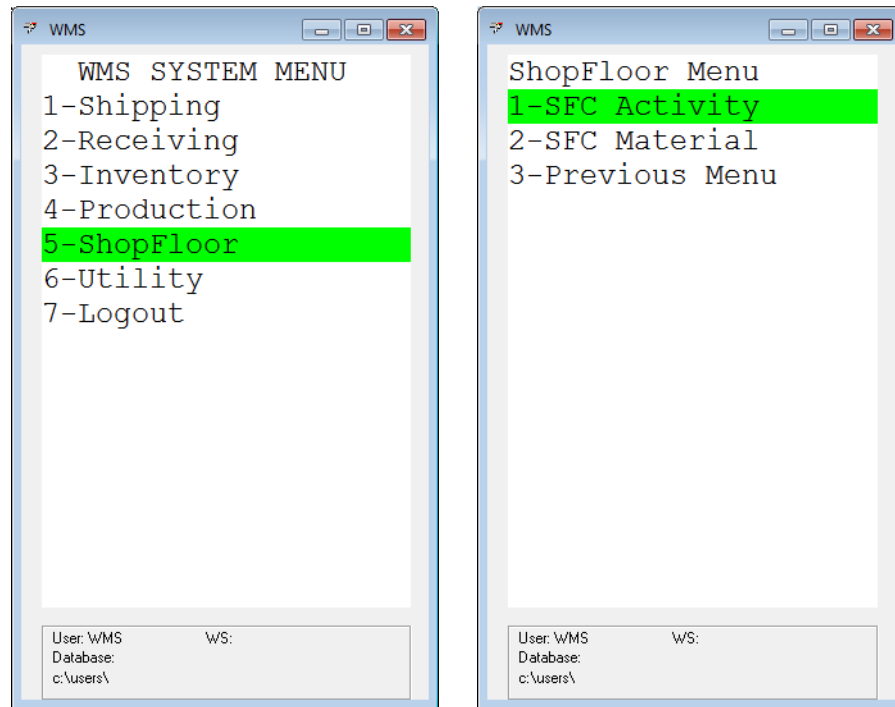 WMS
WMS SYSTEM MENU
1-Shipping
2-Receiving
3-Inventory
4-Production
5-ShopFloor
6-Utility
7-Logout
User: WMS WS:
Database:
c:\users\
WMS
ShopFloor Menu
1-SFC Activity
2-SFC Material
3-Previous Menu
User: WMS WS:
Database:
c:\users\